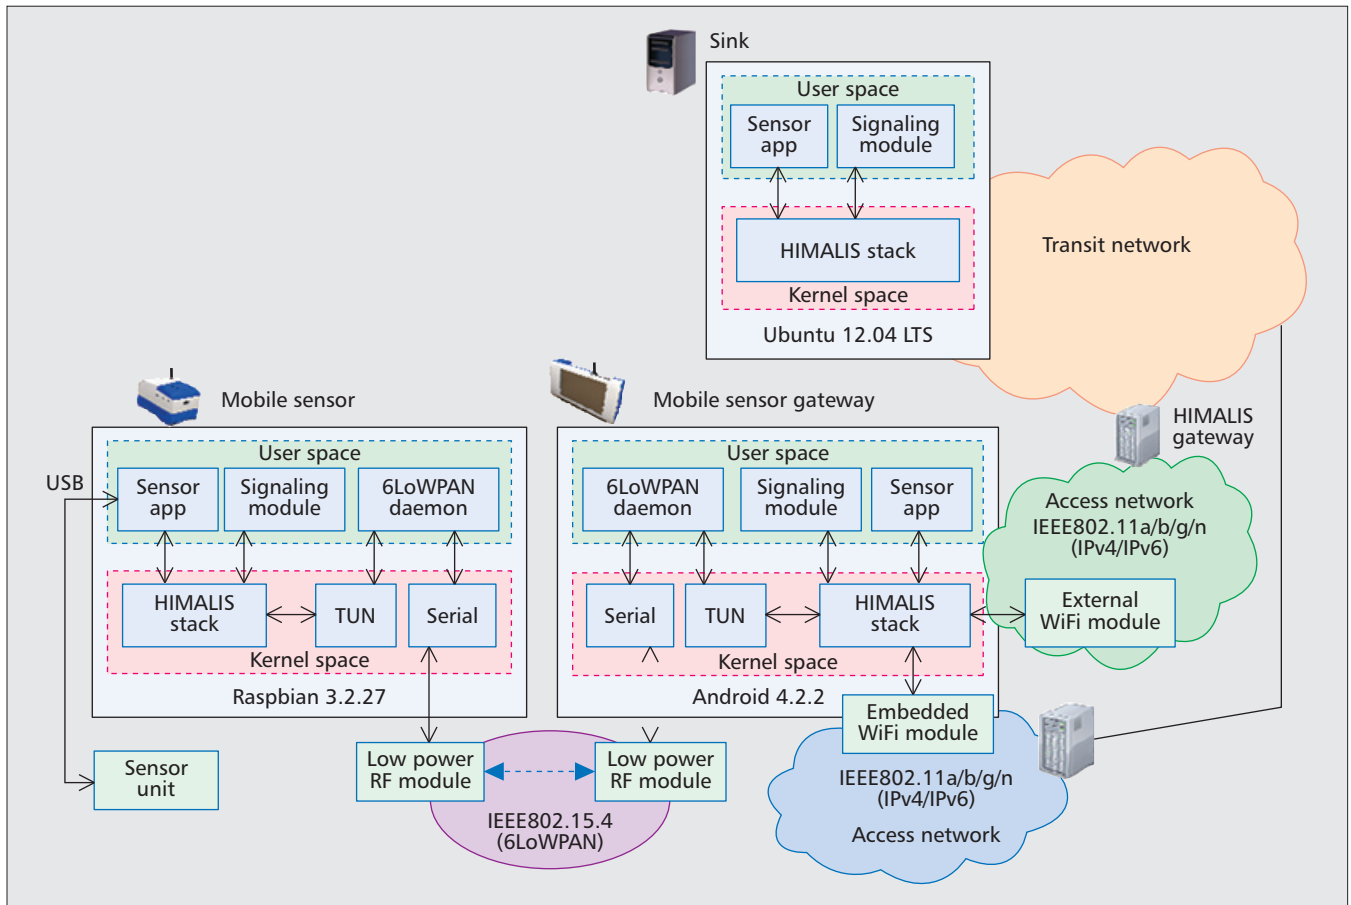 Sink
User space
Sensor
app
Signaling
module
HIMALIS stack
Kernel space
Ubuntu 12.04 LTS
Transit network
Mobile sensor
User space
USB
Sensor
app
Signaling
module
6LoWPAN
daemon
HIMALIS
stack
TUN
Serial
Kernel space
Raspbian 3.2.27
Sensor
unit
Mobile sensor gateway
User space
6LoWPAN
daemon
Signaling
module
Sensor
app
Serial
TUN
HIMALIS
stack
Kernel space
Android 4.2.2
HIMALIS
gateway
Access network
IEEE802.11a/b/g/n
(IPv4/IPv6)
External
WiFi module
Embedded
WiFi module
IEEE802.11a/b/g/n
(IPv4/IPv6)
Access network
Low power
RF module
Low power
RF module
IEEE802.15.4
(6LoWPAN)